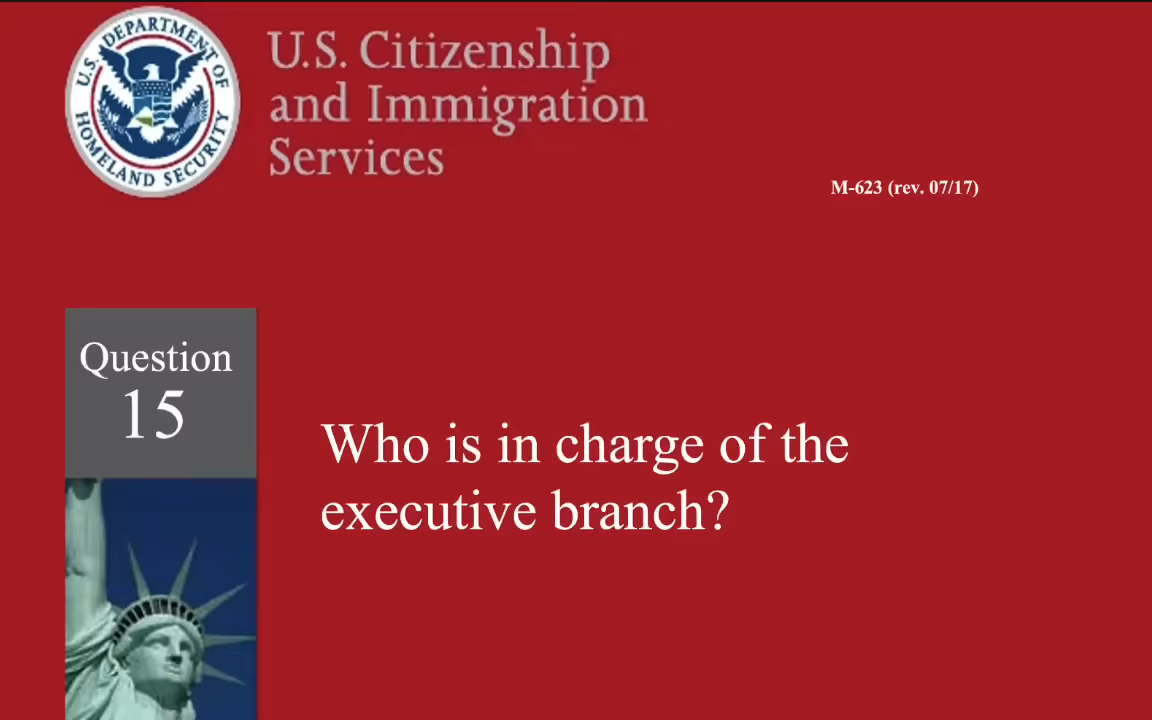 U.S. DEPARTMENT OF
HOMELAND SECURITY
U.S. Citizenship
and Immigration
Services
M-623 (rev. 07/17)
Question
15
Who is in charge of the
executive branch?